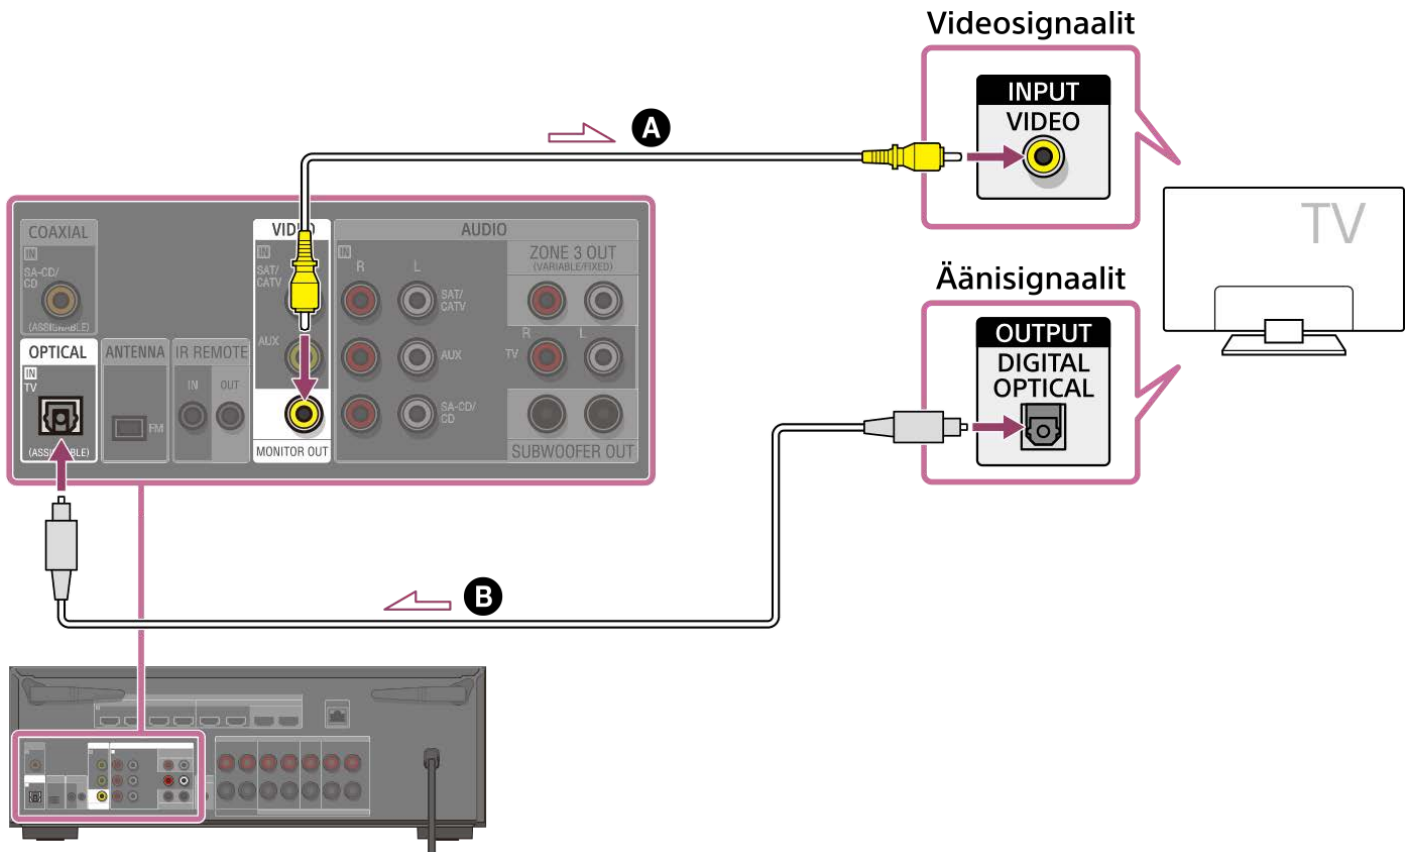 Videosignaalit
INPUT
VIDEO
A
TV
Äänisignaalit
OUTPUT
DIGITAL
OPTICAL
COAXIAL
IN
SA-CD/
CD
(ASSIGNABLE)
OPTICAL
IN
TV
(ASSIGNABLE)
ANTENNA
FM
IR REMOTE
IN
OUT
VIDEO
IN
SAT/
CATV
AUX
MONITOR OUT
AUDIO
IN
R
L
SAT/
CATV
AUX
SA-CD/
CD
ZONE 3 OUT
(VARIABLE/FIXED)
R
L
TV
SUBWOOFER OUT
B